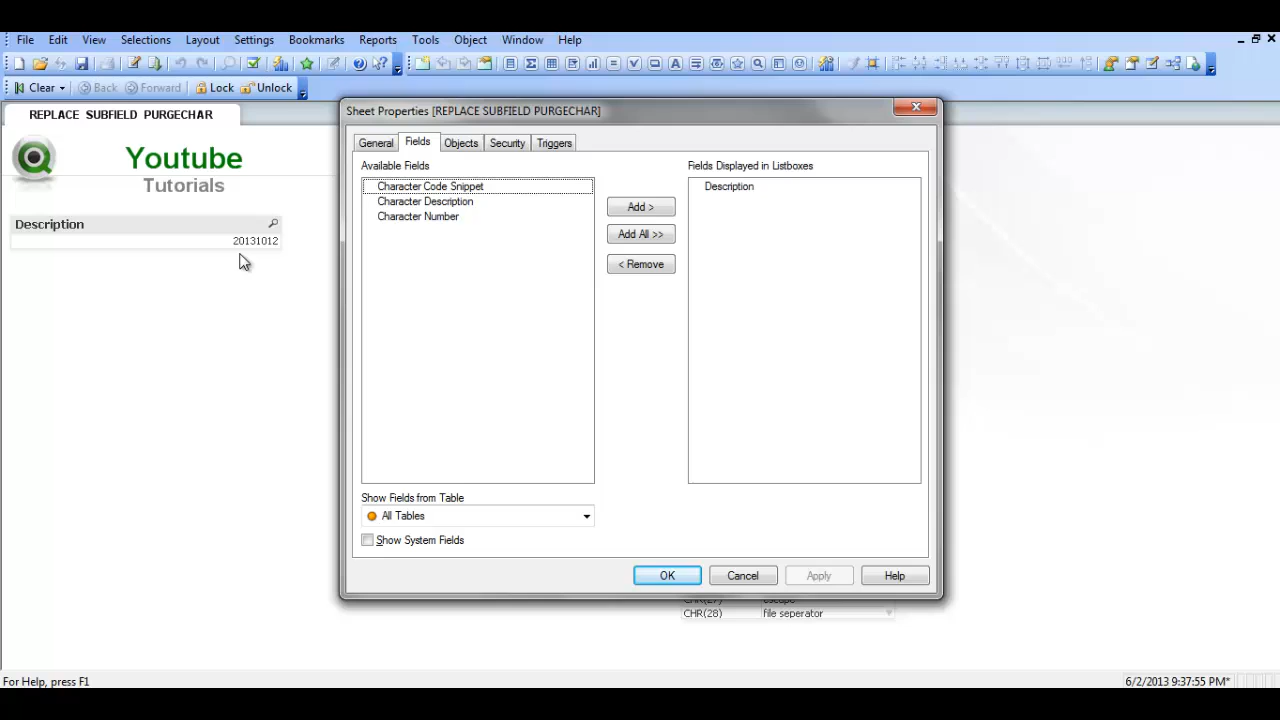 File Edit View Selections Layout Settings Bookmarks Reports Tools Object Window Help
Clear Back Forward Lock Unlock
REPLACE SUBFIELD PURGECHAR
Youtube
Tutorials
Description
20131012
Sheet Properties [REPLACE SUBFIELD PURGECHAR]
General Fields Objects Security Triggers
Available Fields
Character Code Snippet
Character Description
Character Number
Add >
Add All >>
< Remove
Fields Displayed in Listboxes
Description
Show Fields from Table
All Tables
Show System Fields
OK Cancel Apply Help
CHR(27) escape
CHR(28) file seperator
For Help, press F1
6/2/2013 9:37:55 PM*